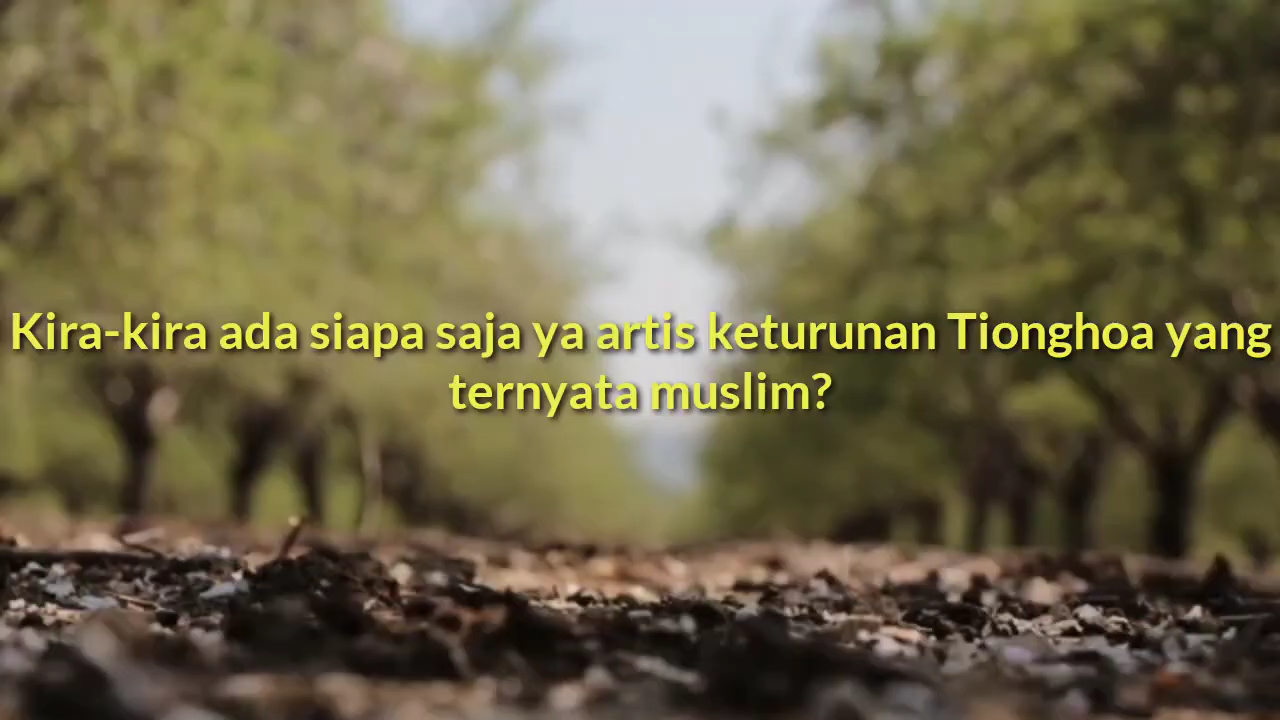 Kira-kira ada siapa saja ya artis keturunan Tionghoa yang
ternyata muslim?